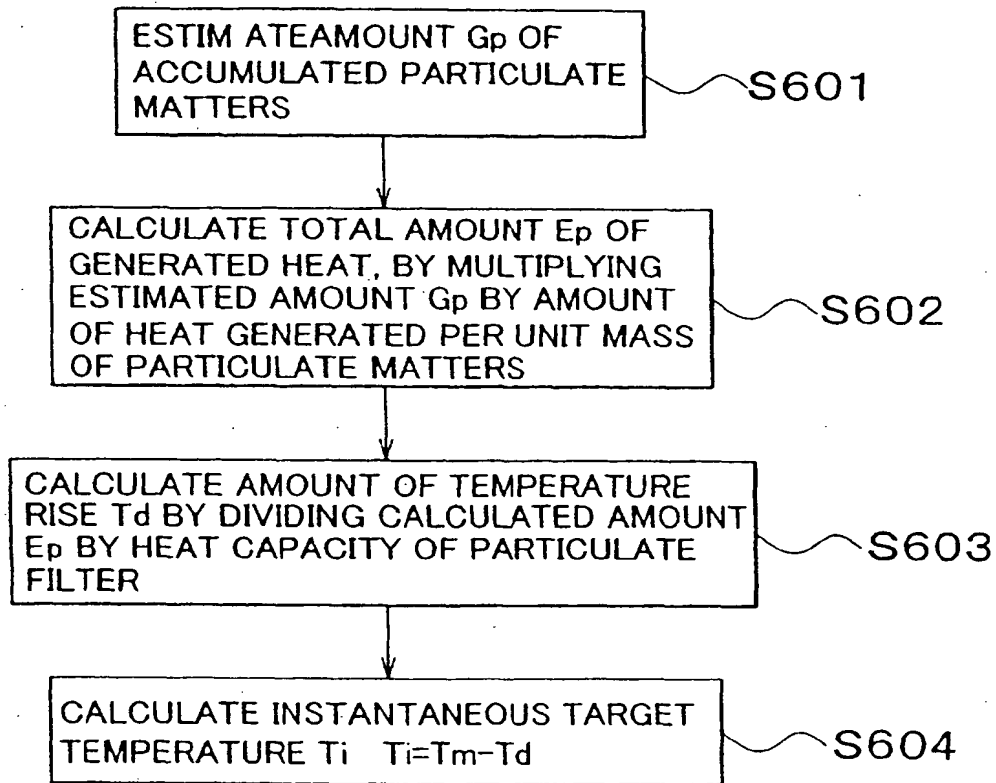 ESTIM ATEAMOUNT Gp OF
ACCUMULATED PARTICULATE
MATTERS
S601
CALCULATE TOTAL AMOUNT Ep OF
GENERATED HEAT, BY MULTIPLYING
ESTIMATED AMOUNT Gp BY AMOUNT
OF HEAT GENERATED PER UNIT MASS
OF PARTICULATE MATTERS
S602
CALCULATE AMOUNT OF TEMPERATURE
RISE Td BY DIVIDING CALCULATED AMOUNT
Ep BY HEAT CAPACITY OF PARTICULATE
FILTER
S603
CALCULATE INSTANTANEOUS TARGET
TEMPERATURE Ti Ti=Tm-Td
S604